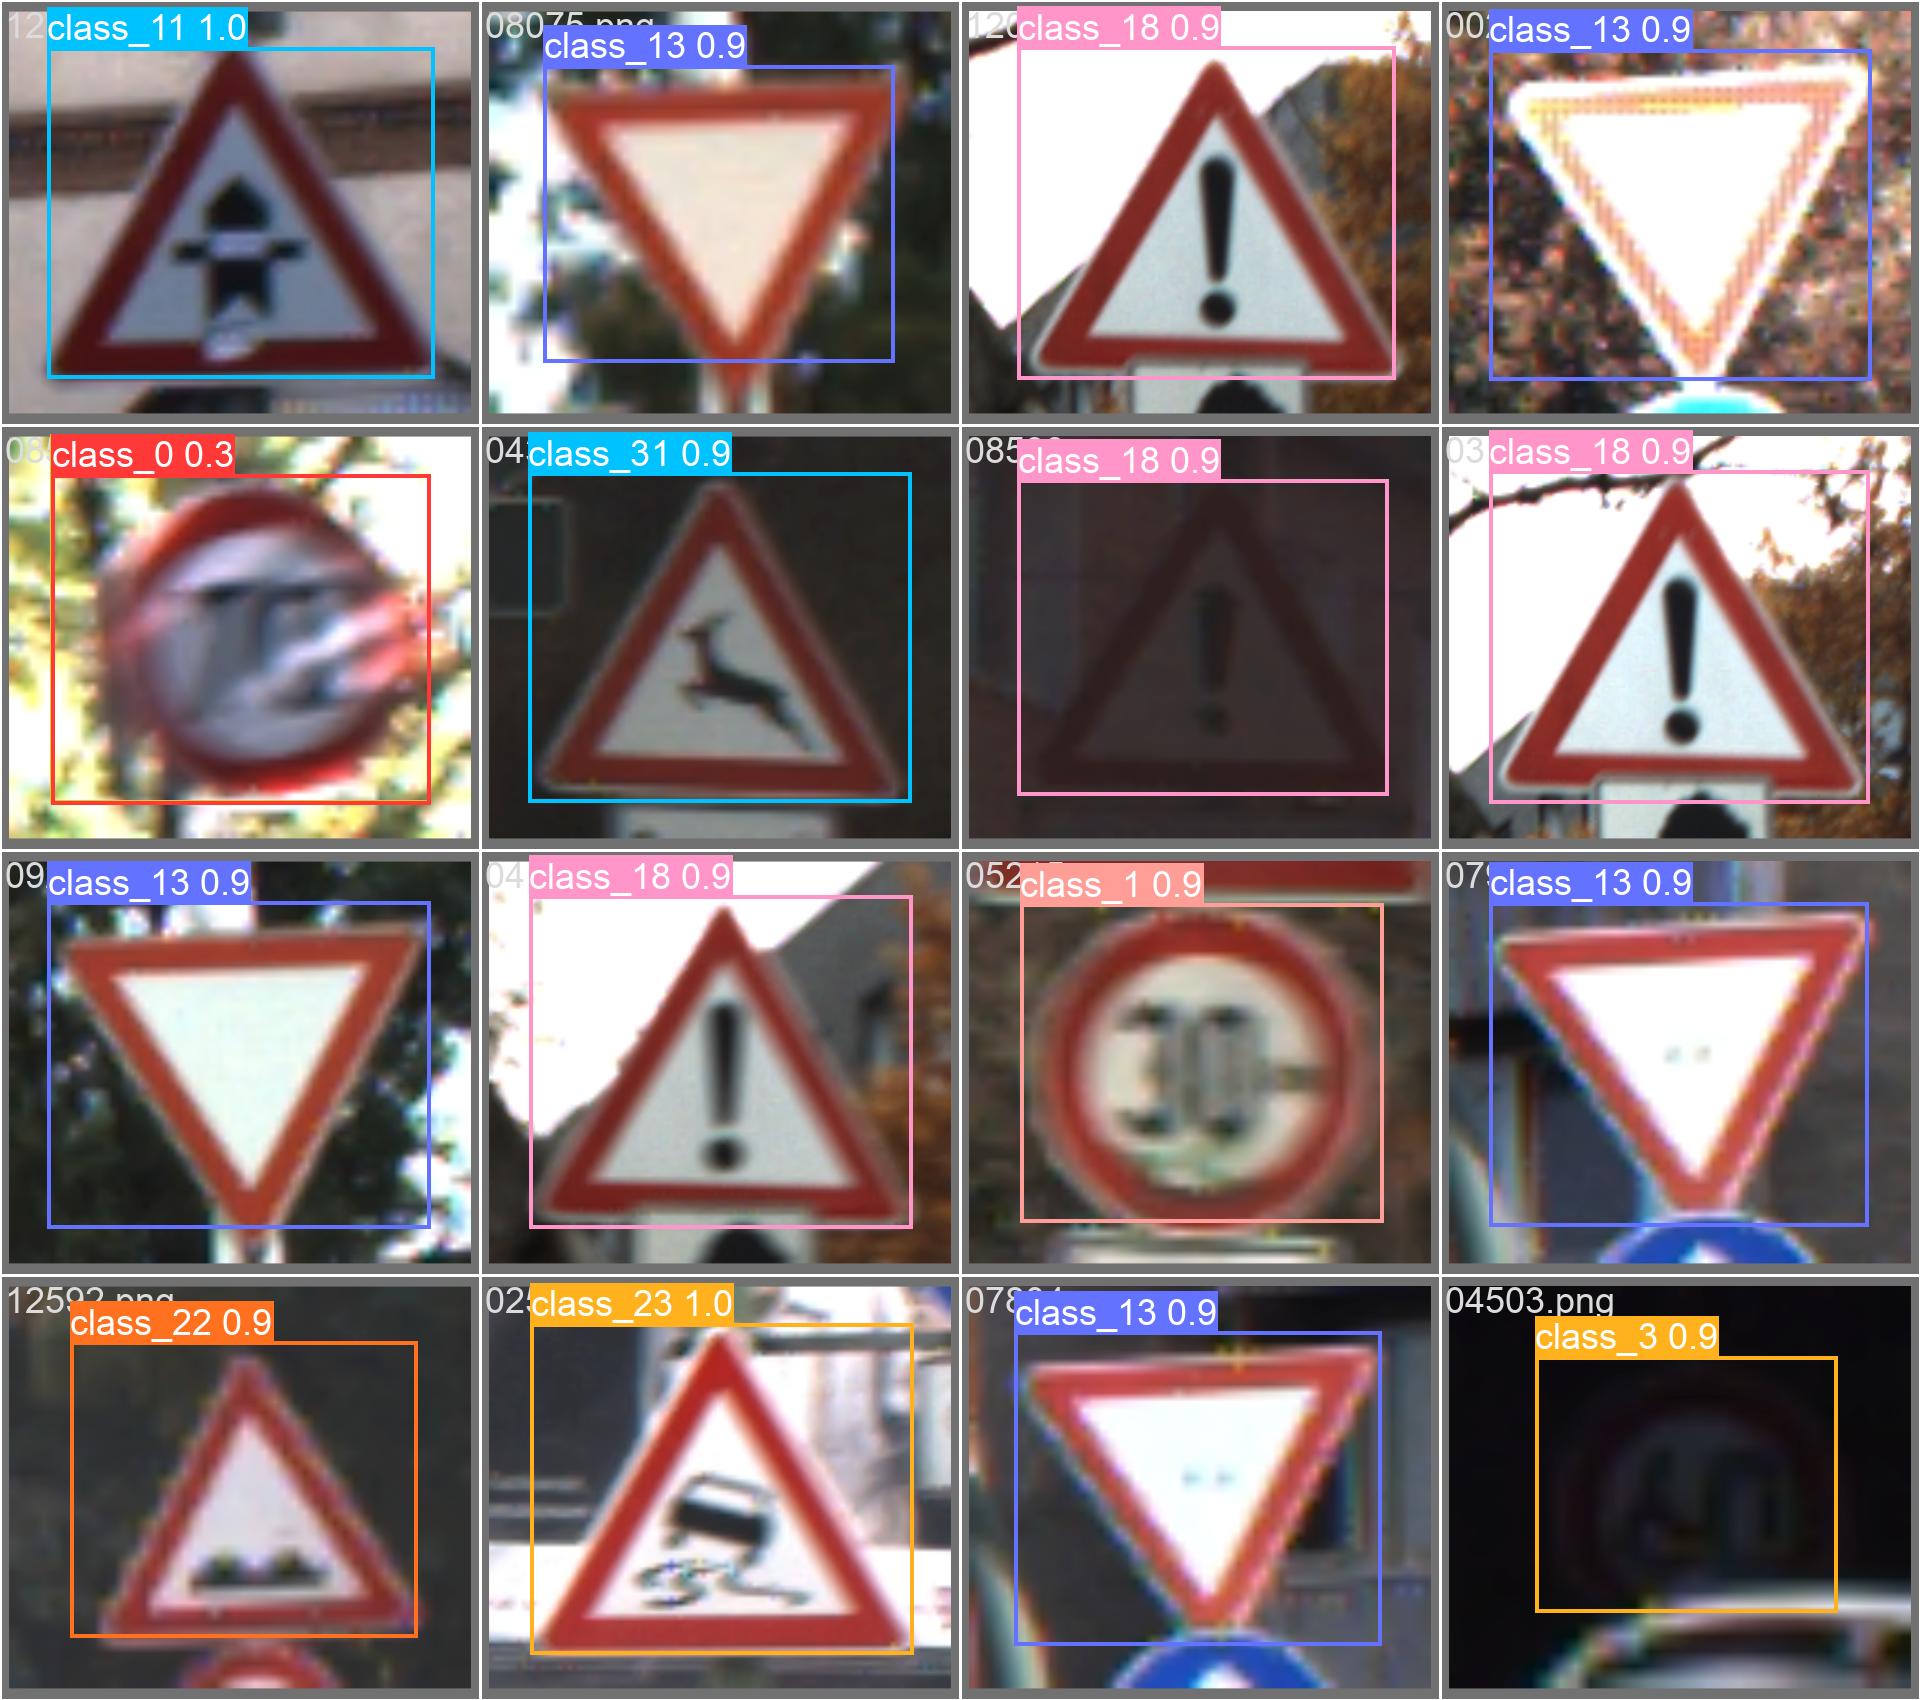 class_11 1.0
08075.png
class_13 0.9
class_18 0.9
class_13 0.9
class_0 0.3
class_31 0.9
class_18 0.9
class_18 0.9
class_13 0.9
class_18 0.9
class_1 0.9
class_13 0.9
12592.png
class_22 0.9
class_23 1.0
class_13 0.9
04503.png
class_3 0.9